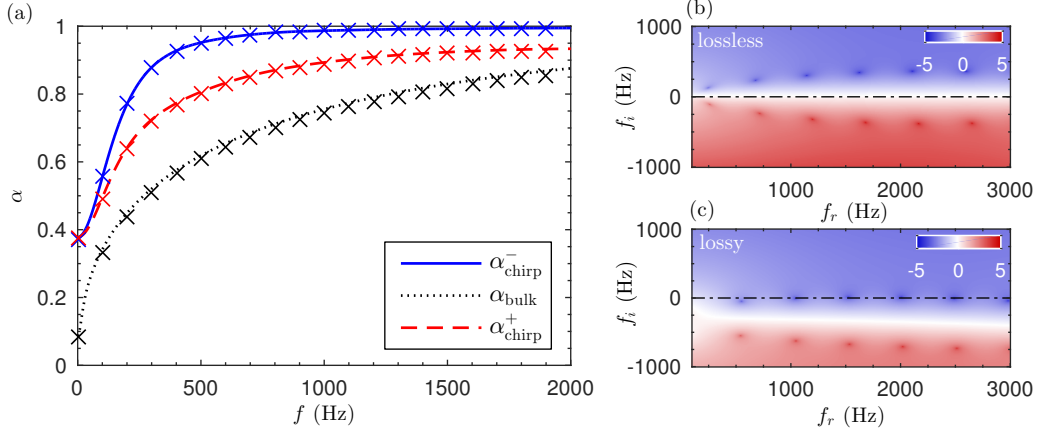 (a)
1
0.8
0.6
0.4
0.2
0
α
0 500 1000 1500 2000
f (Hz)
α⁻chirp
αbulk
α⁺chirp
(b)
lossless
-5 0 5
1000
0
-1000
fᵢ (Hz)
1000 2000 3000
fᵣ (Hz)
(c)
lossy
-5 0 5
1000
0
-1000
fᵢ (Hz)
1000 2000 3000
fᵣ (Hz)